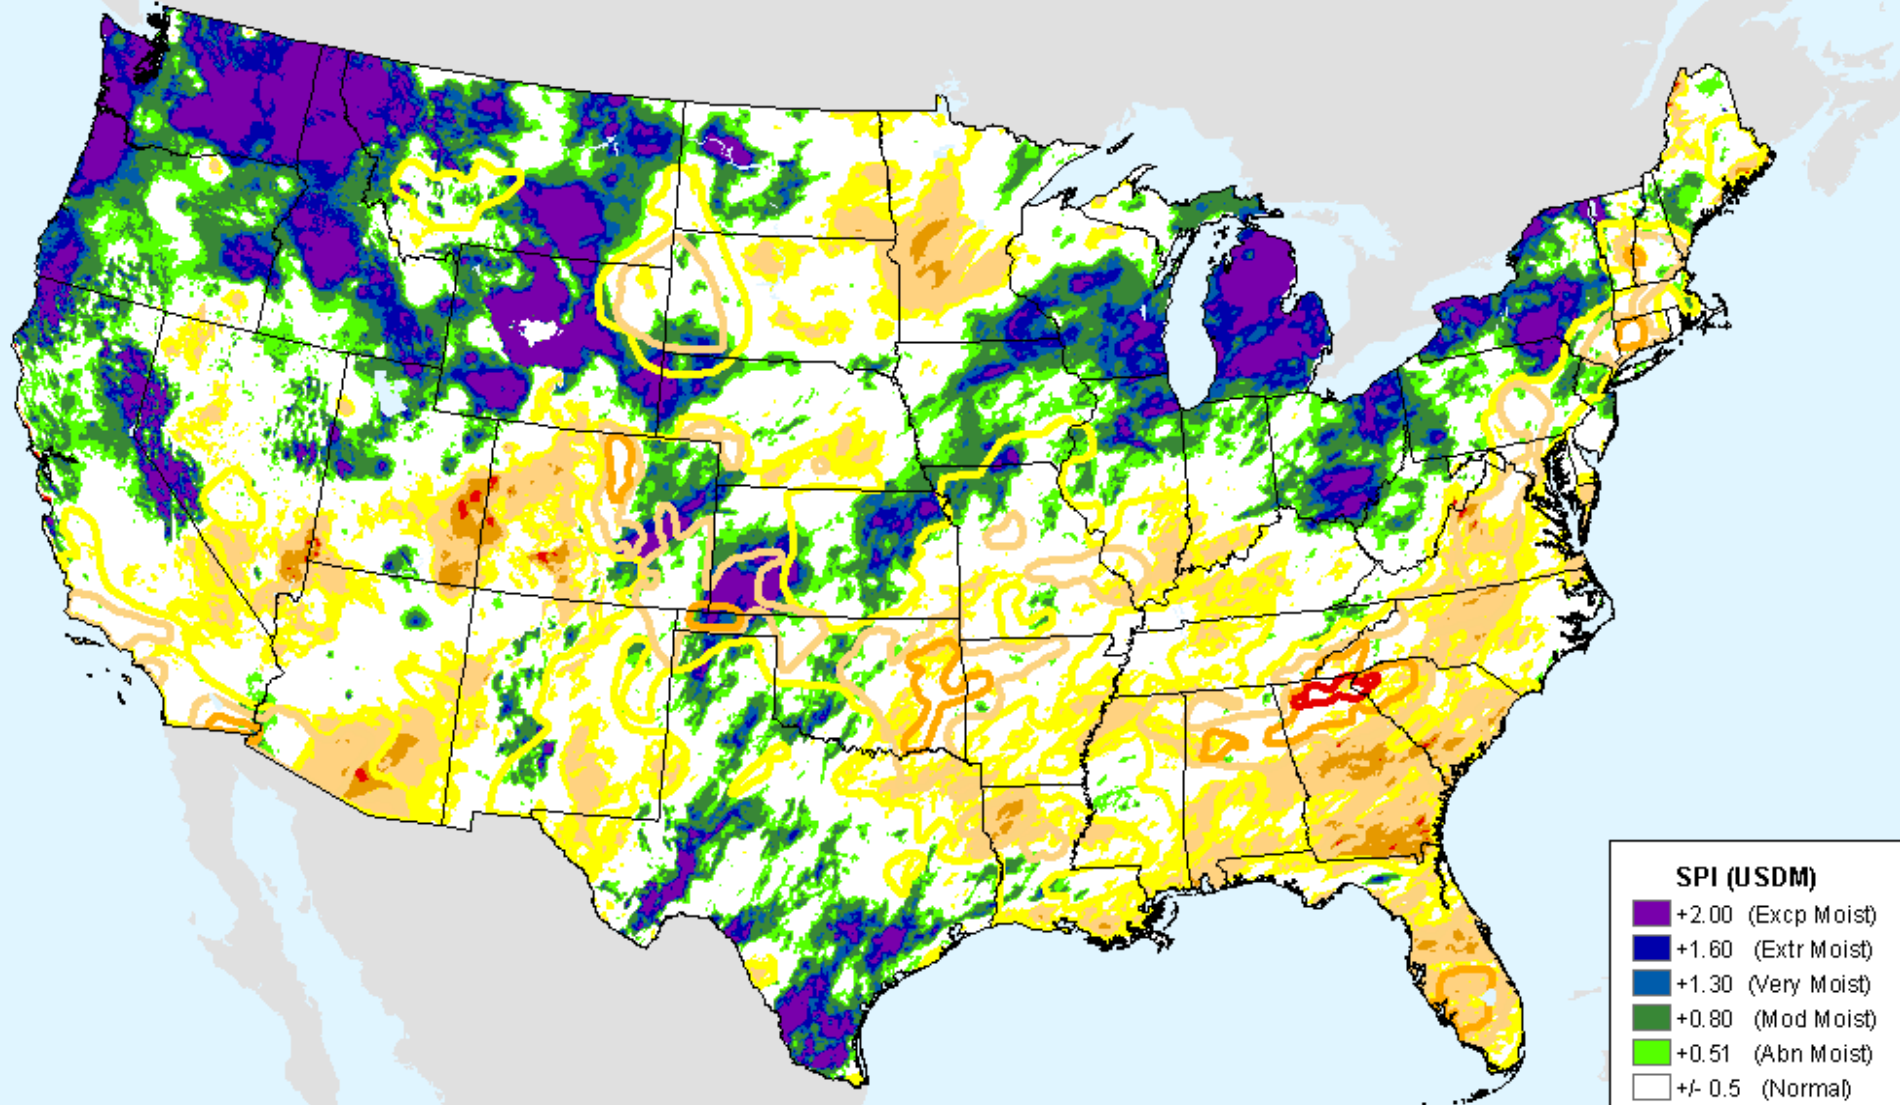 SPI (USDM)
+2.00 (Excp Moist)
+1.60 (Extr Moist)
+1.30 (Very Moist)
+0.80 (Mod Moist)
+0.51 (Abn Moist)
+/- 0.5 (Normal)